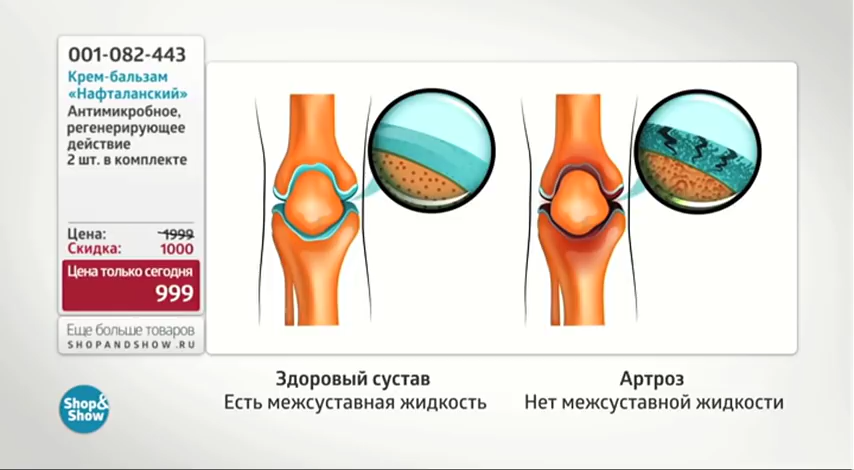 001-082-443
Крем-бальзам
«Нафталанский»
Антимикробное,
регенерирующее
действие
2 шт. в комплекте
Цена: 1999
Скидка: 1000
Цена только сегодня
999
Еще больше товаров
SHOPANDSHOW.RU
Shop&
Show
Здоровый сустав
Есть межсуставная жидкость
Артроз
Нет межсуставной жидкости